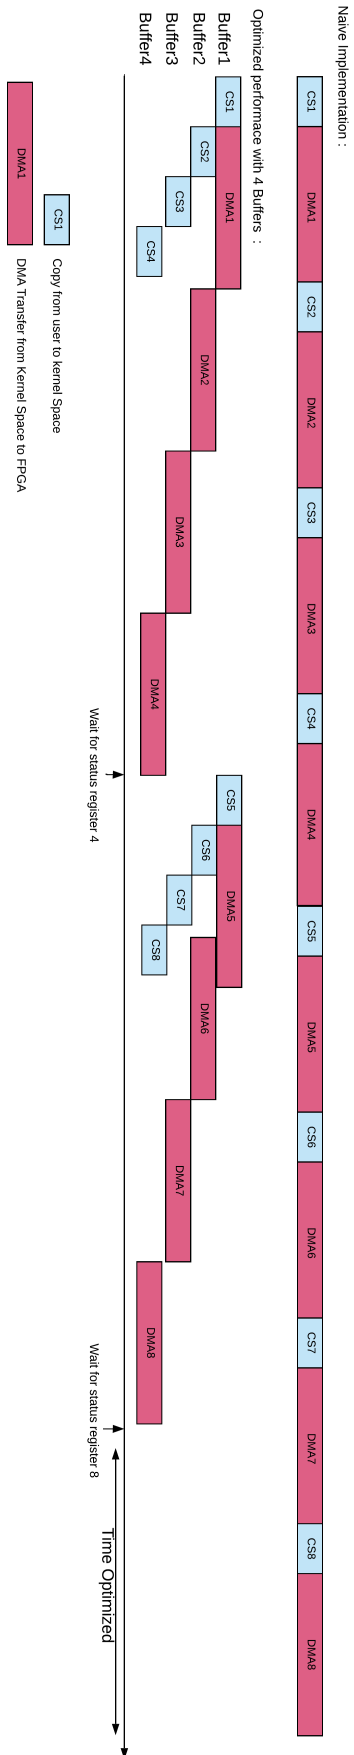 Naive Implementation :
CS1
DMA1
CS2
DMA2
CS3
DMA3
CS4
DMA4
CS5
DMA5
CS6
DMA6
CS7
DMA7
CS8
DMA8
Optimized performace with 4 Buffers :
Buffer1
CS1
DMA1
CS5
DMA5
Buffer2
CS2
DMA2
CS6
DMA6
Buffer3
CS3
DMA3
CS7
DMA7
Buffer4
CS4
DMA4
CS8
DMA8
Wait for status register 4
Wait for status register 8
Time Optimized
CS1
Copy from user to kernel Space
DMA1
DMA Transfer from Kernel Space to FPGA